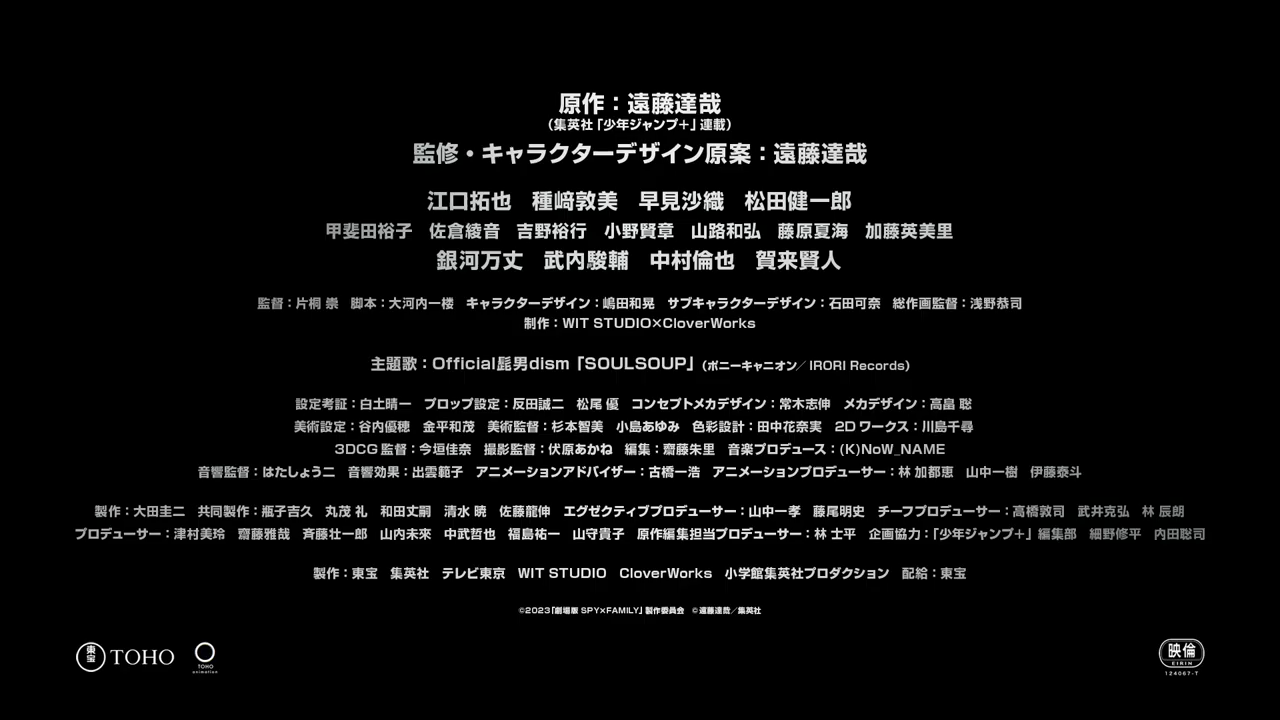 原作：遠藤達哉
（集英社「少年ジャンプ＋」連載）
監修・キャラクターデザイン原案：遠藤達哉
江口拓也　種﨑敦美　早見沙織　松田健一郎
甲斐田裕子　佐倉綾音　吉野裕行　小野賢章　山路和弘　藤原夏海　加藤英美里
銀河万丈　武内駿輔　中村倫也　賀来賢人
監督：片桐 崇　脚本：大河内一楼　キャラクターデザイン：嶋田和晃　サブキャラクターデザイン：石田可奈　総作画監督：浅野恭司
制作：WIT STUDIO×CloverWorks
主題歌：Official髭男dism「SOULSOUP」（ポニーキャニオン／IRORI Records）
設定考証：白土晴一　プロップ設定：反田誠二　松尾 優　コンセプトメカデザイン：常木志伸　メカデザイン：高畠 聡
美術設定：谷内優穂　金平和茂　美術監督：杉本智美　小島あゆみ　色彩設計：田中花奈実　2Dワークス：川島千尋
3DCG監督：今垣佳奈　撮影監督：伏原あかね　編集：齋藤朱里　音楽プロデュース：(K)NoW_NAME
音響監督：はたしょう二　音響効果：出雲範子　アニメーションアドバイザー：古橋一浩　アニメーションプロデューサー：林 加都恵　山中一樹　伊藤泰斗
製作：大田圭二　共同製作：瓶子吉久　丸茂 礼　和田丈嗣　清水 暁　佐藤龍伸　エグゼクティブプロデューサー：山中一孝　藤尾明史　チーフプロデューサー：高橋敦司　武井克弘　林 辰朗
プロデューサー：津村美玲　齋藤雅哉　斉藤壮一郎　山内未來　中武哲也　福島祐一　山守貴子　原作編集担当プロデューサー：林 士平　企画協力：「少年ジャンプ＋」編集部　細野修平　内田聡司
製作：東宝　集英社　テレビ東京　WIT STUDIO　CloverWorks　小学館集英社プロダクション　配給：東宝
©2023「劇場版 SPY×FAMILY」製作委員会　©遠藤達哉／集英社
東宝 TOHO
TOHO
animation
映倫
EIRIN
124067-T